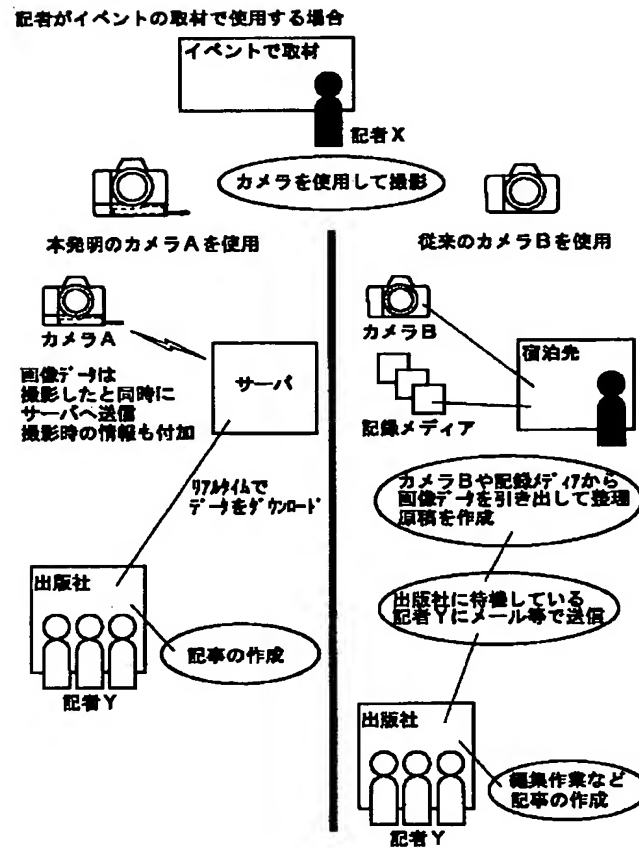 記者がイベントの取材で使用する場合
イベントで取材
記者X
カメラを使用して撮影
本発明のカメラAを使用
従来のカメラBを使用
カメラA
画像データは
撮影したと同時に
サーバへ送信
撮影時の情報も付加
サーバ
リアルタイムで
データをダウンロード
出版社
記事の作成
記者Y
カメラB
記録メディア
宿泊先
カメラBや記録メディアから
画像データを引き出して整理
原稿を作成
出版社に待機している
記者Yにメール等で送信
出版社
編集作業など
記事の作成
記者Y